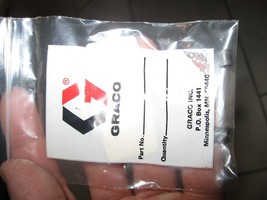 ®
GRACO
Part No.
Quantity
GRACO INC.
P.O. Box 1441
Minneapolis, MN